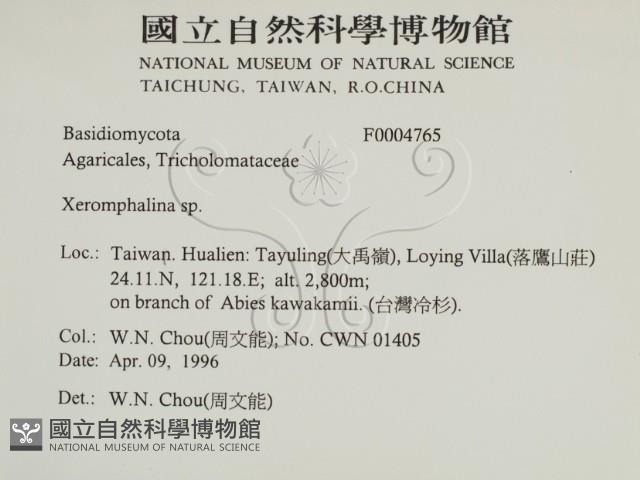 國立自然科學博物館
NATIONAL MUSEUM OF NATURAL SCIENCE
TAICHUNG, TAIWAN, R.O.CHINA
Basidiomycota F0004765
Agaricales, Tricholomataceae
Xeromphalina sp.
Loc.: Taiwan. Hualien: Tayuling(大禹嶺), Loying Villa(落鷹山莊)
24.11.N, 121.18.E; alt. 2,800m;
on branch of Abies kawakamii. (台灣冷杉).
Col.: W.N. Chou(周文能); No. CWN 01405
Date: Apr. 09, 1996
Det.: W.N. Chou(周文能)
國立自然科學博物館
NATIONAL MUSEUM OF NATURAL SCIENCE